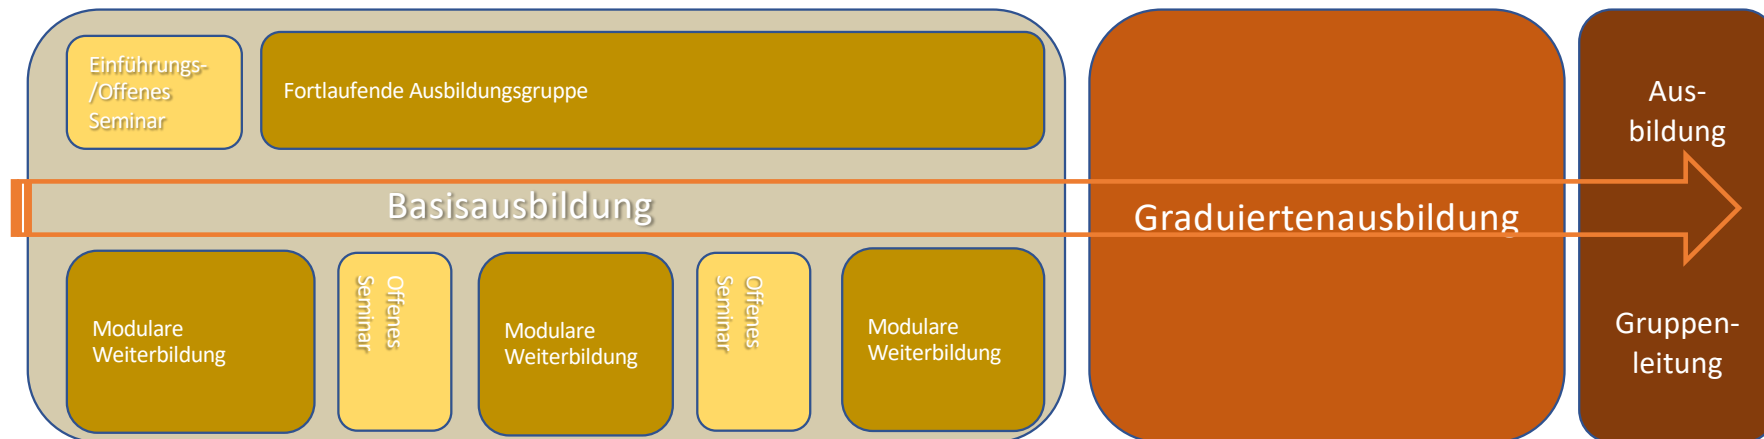 Einführungs-
/Offenes
Seminar
Fortlaufende Ausbildungsgruppe
Basisausbildung
Modulare
Weiterbildung
Offenes
Seminar
Modulare
Weiterbildung
Offenes
Seminar
Modulare
Weiterbildung
Graduiertenausbildung
Aus-
bildung
Gruppen-
leitung